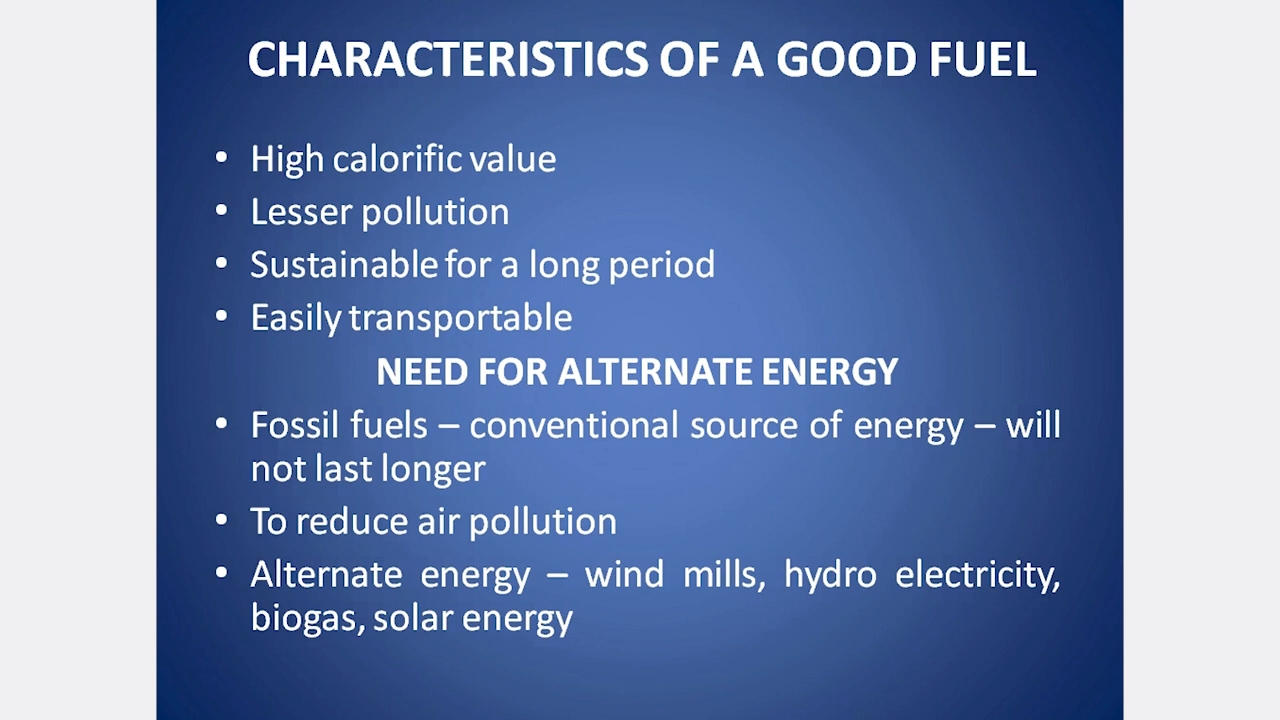 CHARACTERISTICS OF A GOOD FUEL
• High calorific value
• Lesser pollution
• Sustainable for a long period
• Easily transportable
NEED FOR ALTERNATE ENERGY
• Fossil fuels – conventional source of energy – will
not last longer
• To reduce air pollution
• Alternate energy – wind mills, hydro electricity,
biogas, solar energy